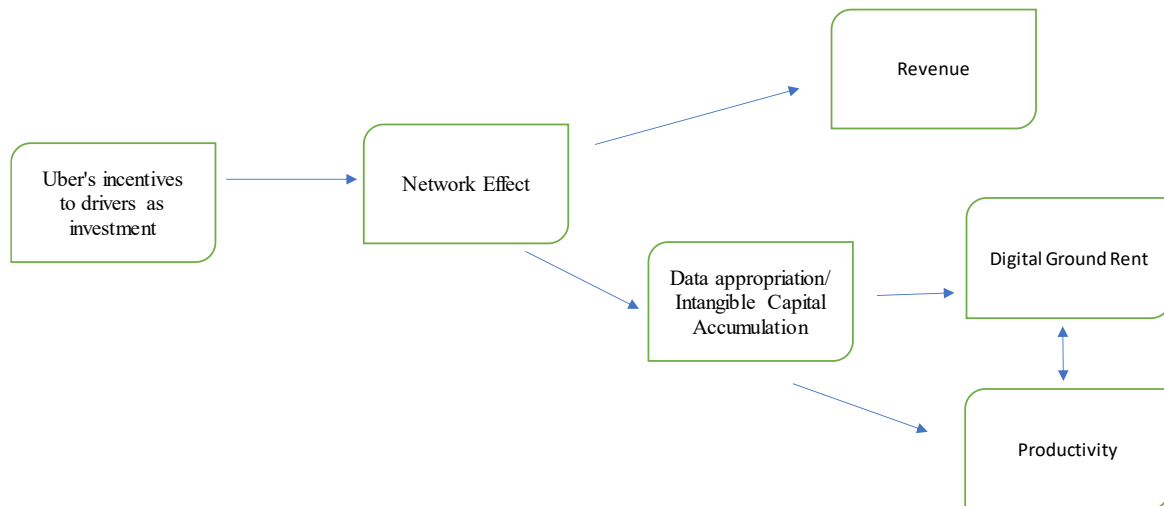 Uber's incentives
to drivers as
investment
Network Effect
Revenue
Data appropriation/
Intangible Capital
Accumulation
Digital Ground Rent
Productivity